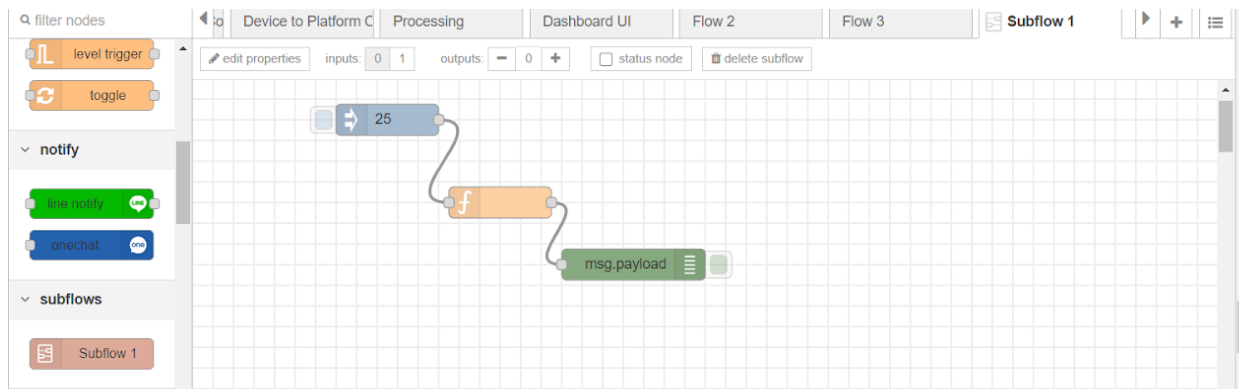 filter nodes
Device to Platform C
Processing
Dashboard UI
Flow 2
Flow 3
Subflow 1
edit properties
inputs: 0 1
outputs: 0
status node
delete subflow
level trigger
toggle
notify
line notify
LINE
onechat
one
subflows
Subflow 1
25
msg.payload